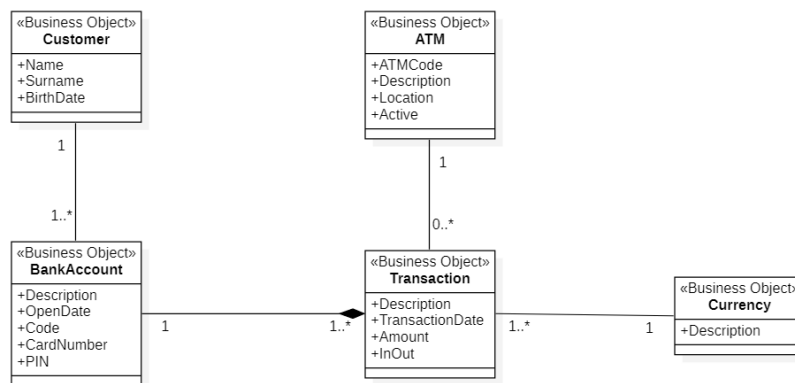 «Business Object»
Customer
+Name
+Surname
+BirthDate
«Business Object»
ATM
+ATMCode
+Description
+Location
+Active
1
1..*
1
0..*
«Business Object»
BankAccount
+Description
+OpenDate
+Code
+CardNumber
+PIN
1
1..*
«Business Object»
Transaction
+Description
+TransactionDate
+Amount
+InOut
1..*
1
«Business Object»
Currency
+Description